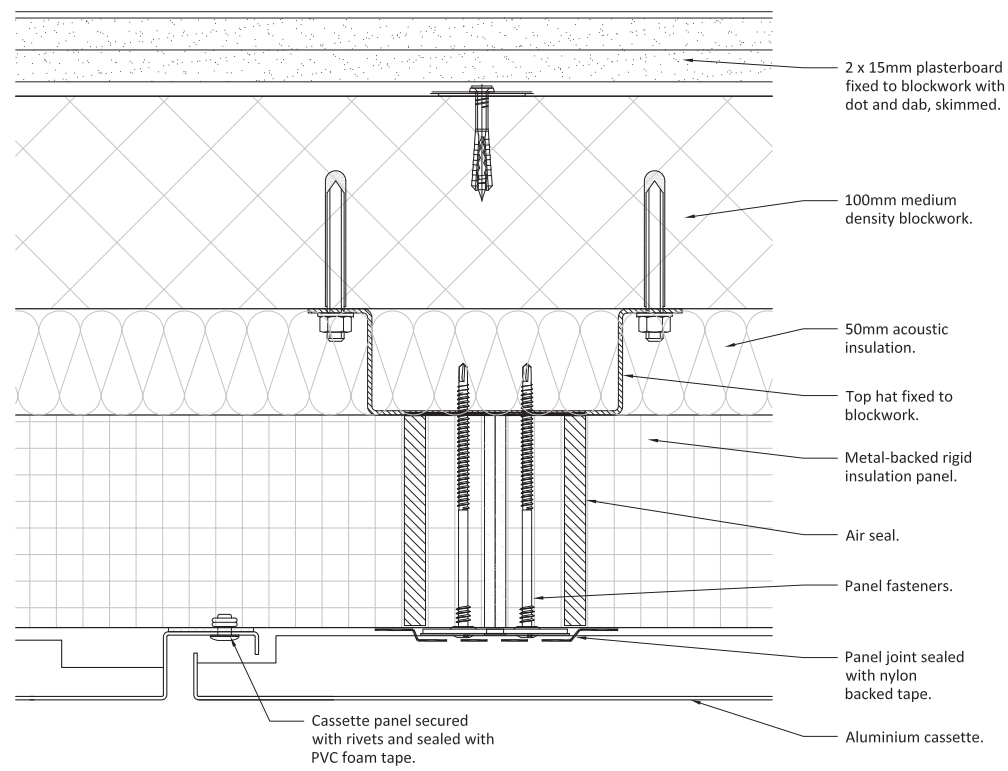 2 x 15mm plasterboard
fixed to blockwork with
dot and dab, skimmed.
100mm medium
density blockwork.
50mm acoustic
insulation.
Top hat fixed to
blockwork.
Metal-backed rigid
insulation panel.
Air seal.
Panel fasteners.
Panel joint sealed
with nylon
backed tape.
Aluminium cassette.
Cassette panel secured
with rivets and sealed with
PVC foam tape.